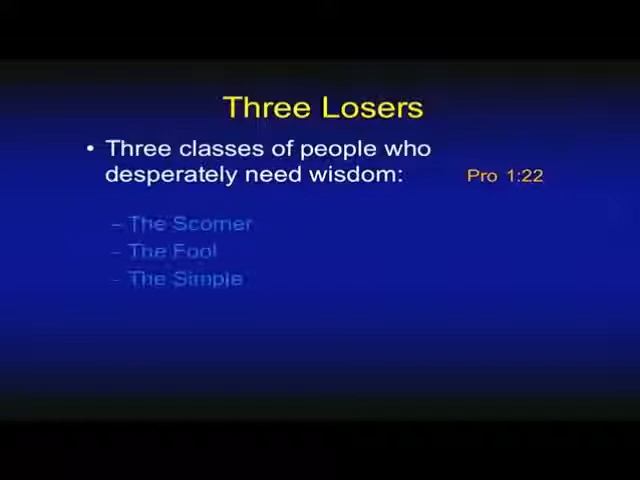 Three Losers
• Three classes of people who
desperately need wisdom: Pro 1:22
– The Scorner
– The Fool
– The Simple